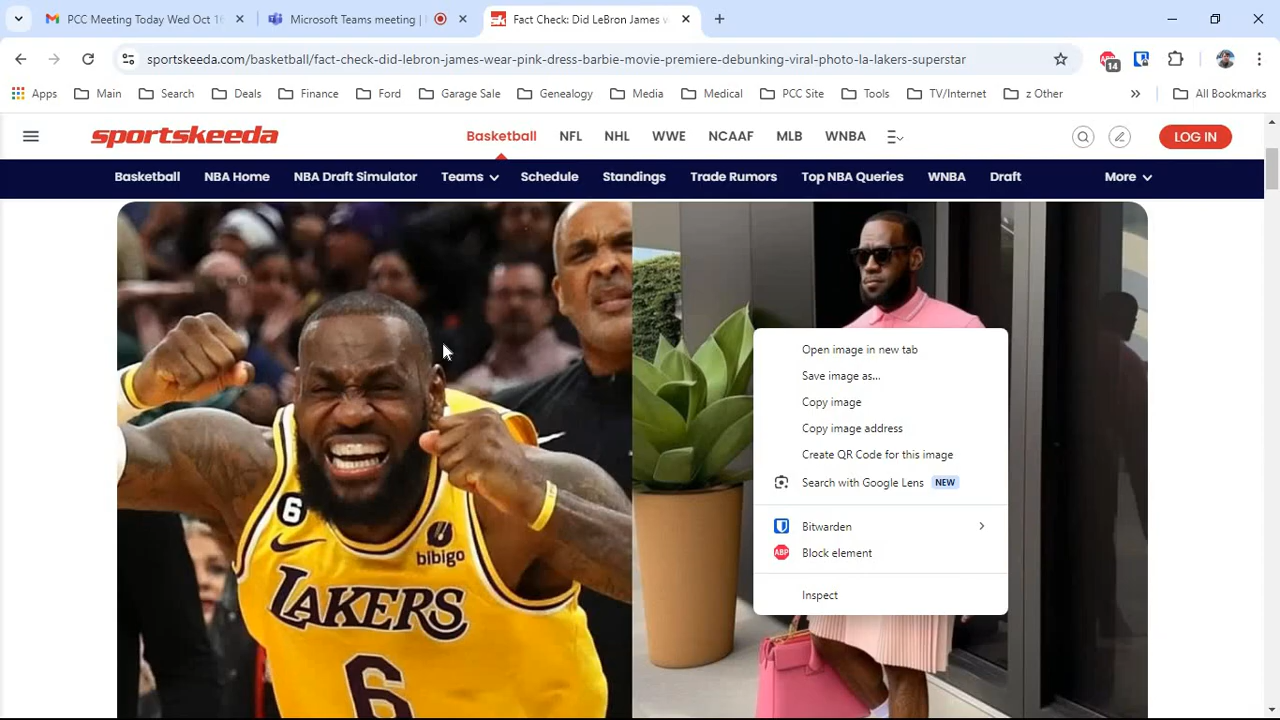 PCC Meeting Today Wed Oct 1
Microsoft Teams meeting |
Fact Check: Did LeBron James w
sportskeeda.com/basketball/fact-check-did-lebron-james-wear-pink-dress-barbie-movie-premiere-debunking-viral-photo-la-lakers-superstar
ABP 14
Apps Main Search Deals Finance Ford Garage Sale Genealogy Media Medical PCC Site Tools TV/Internet z Other » All Bookmarks
sportskeeda Basketball NFL NHL WWE NCAAF MLB WNBA LOG IN
Basketball NBA Home NBA Draft Simulator Teams Schedule Standings Trade Rumors Top NBA Queries WNBA Draft More
Open image in new tab
Save image as...
Copy image
Copy image address
Create QR Code for this image
Search with Google Lens NEW
Bitwarden
ABP Block element
Inspect
6
bibigo
LAKERS
6